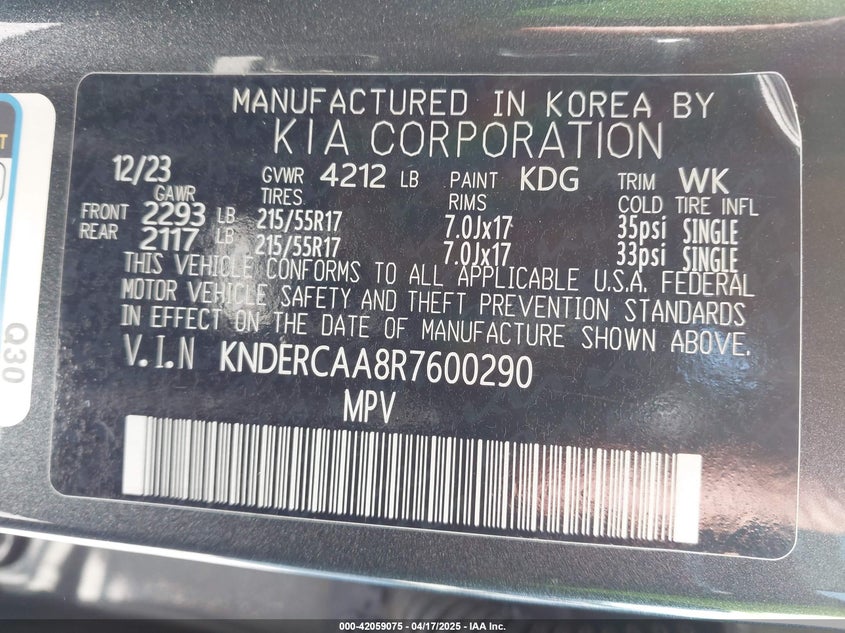 MANUFACTURED IN KOREA BY
KIA CORPORATION
12/23 GVWR 4212 LB PAINT KDG TRIM WK
GAWR TIRES RIMS COLD TIRE INFL
FRONT 2293 LB 215/55R17 7.0Jx17 35psi SINGLE
REAR 2117 LB 215/55R17 7.0Jx17 33psi SINGLE
THIS VEHICLE CONFORMS TO ALL APPLICABLE U.S.A. FEDERAL
MOTOR VEHICLE SAFETY AND THEFT PREVENTION STANDARDS
IN EFFECT ON THE DATE OF MANUFACTURE SHOWN ABOVE.
V.I.N KNDERCAA8R7600290
MPV
Q30
000-42059075 - 04/17/2025 - IAA Inc.